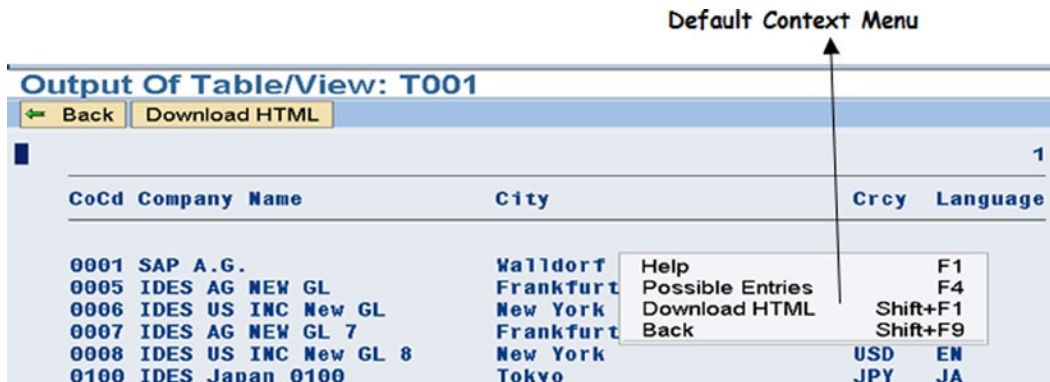 Default Context Menu
Output Of Table/View: T001
Back Download HTML
1
CoCd Company Name City Crcy Language
0001 SAP A.G. Walldorf
0005 IDES AG NEW GL Frankfurt
0006 IDES US INC New GL New York
0007 IDES AG NEW GL 7 Frankfurt
0008 IDES US INC New GL 8 New York USD EN
0100 IDES Japan 0100 Tokyo JPY JA
Help F1
Possible Entries F4
Download HTML Shift+F1
Back Shift+F9